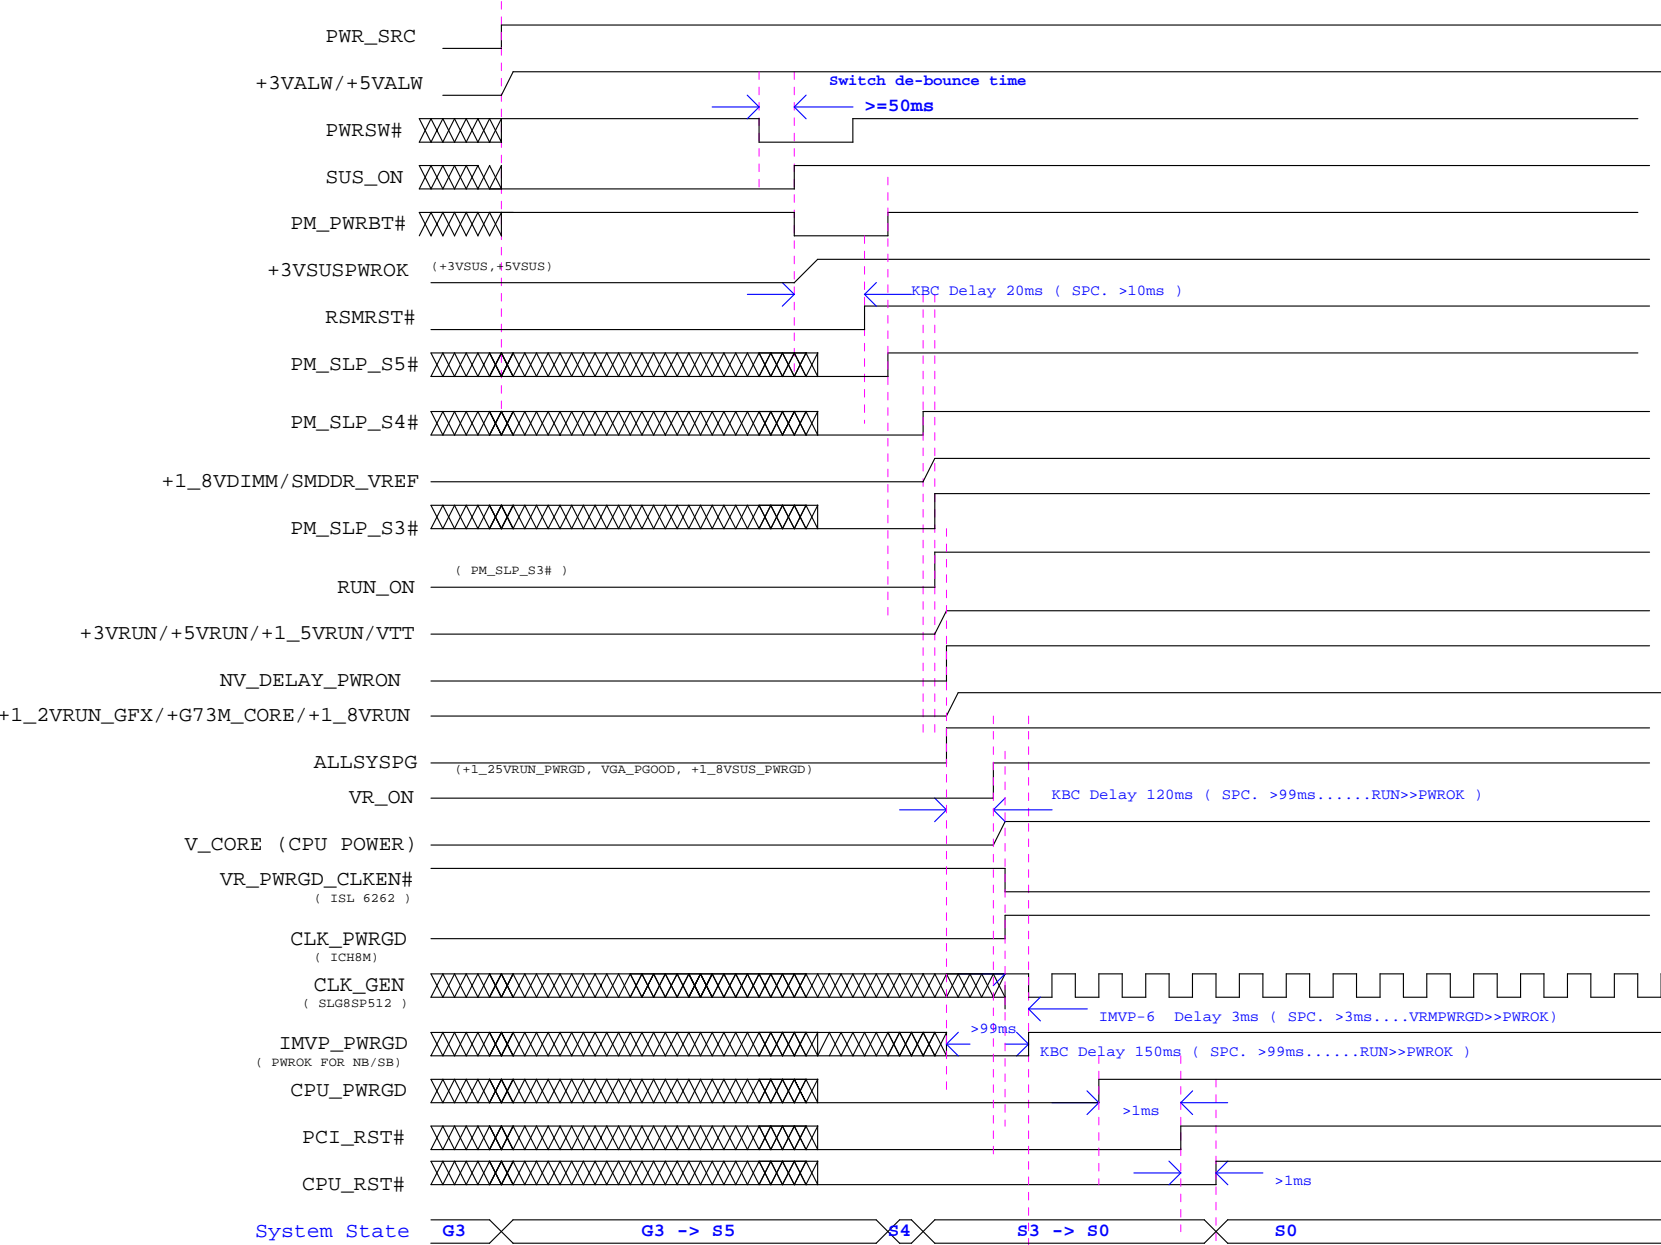 PWR_SRC
+3VALW/+5VALW
Switch de-bounce time
>=50ms
PWRSW#
SUS_ON
PM_PWRBT#
+3VSUSPWROK (+3VSUS,+5VSUS)
KBC Delay 20ms ( SPC. >10ms )
RSMRST#
PM_SLP_S5#
PM_SLP_S4#
+1_8VDIMM/SMDDR_VREF
PM_SLP_S3#
( PM_SLP_S3# )
RUN_ON
+3VRUN/+5VRUN/+1_5VRUN/VTT
NV_DELAY_PWRON
+1_2VRUN_GFX/+G73M_CORE/+1_8VRUN
ALLSYSPG (+1_25VRUN_PWRGD, VGA_PGOOD, +1_8VSUS_PWRGD)
VR_ON
KBC Delay 120ms ( SPC. >99ms......RUN>>PWROK )
V_CORE (CPU POWER)
VR_PWRGD_CLKEN#
( ISL 6262 )
CLK_PWRGD
( ICH8M)
CLK_GEN
( SLG8SP512 )
IMVP-6 Delay 3ms ( SPC. >3ms....VRMPWRGD>>PWROK)
>99ms
IMVP_PWRGD
( PWROK FOR NB/SB)
KBC Delay 150ms ( SPC. >99ms......RUN>>PWROK )
CPU_PWRGD
>1ms
PCI_RST#
CPU_RST#
>1ms
System State G3 G3 -> S5 S4 S3 -> S0 S0